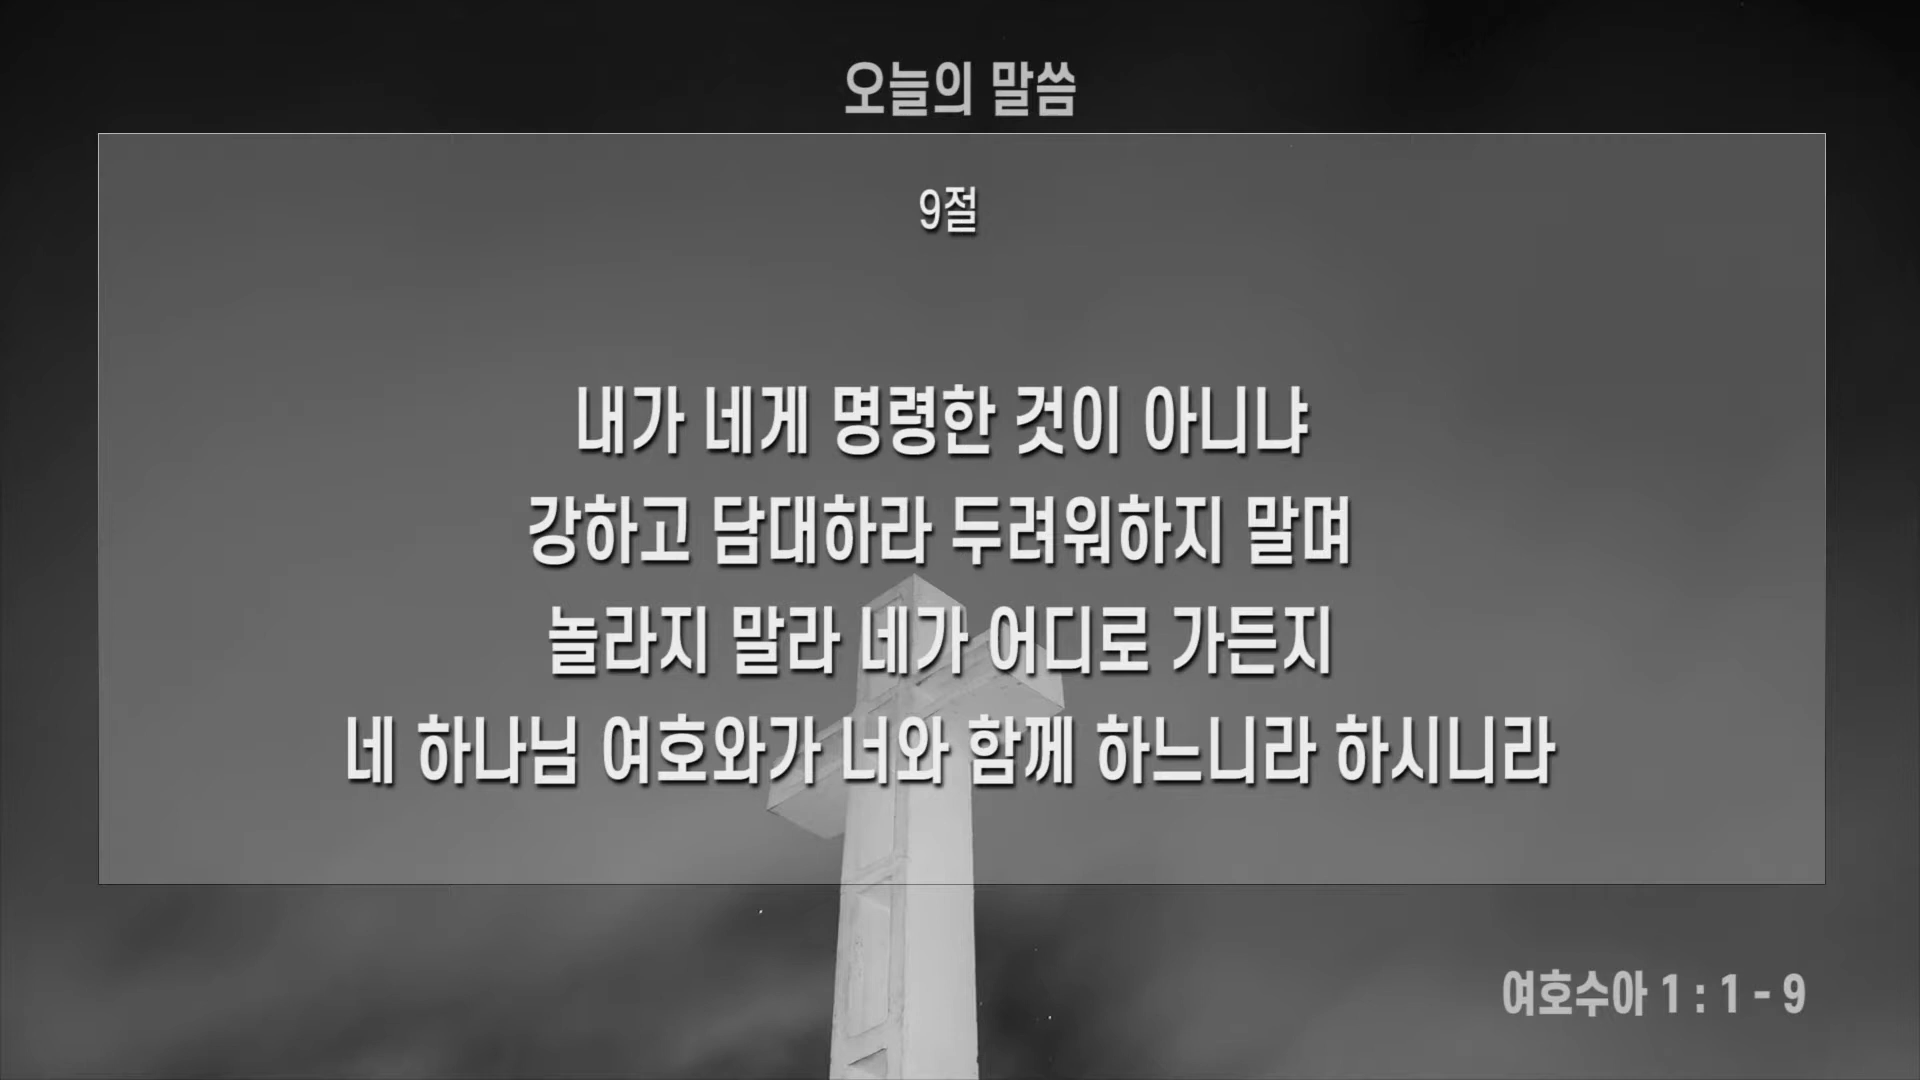 오늘의 말씀
9절
내가 네게 명령한 것이 아니냐
강하고 담대하라 두려워하지 말며
놀라지 말라 네가 어디로 가든지
네 하나님 여호와가 너와 함께 하느니라 하시니라
여호수아 1 : 1 - 9